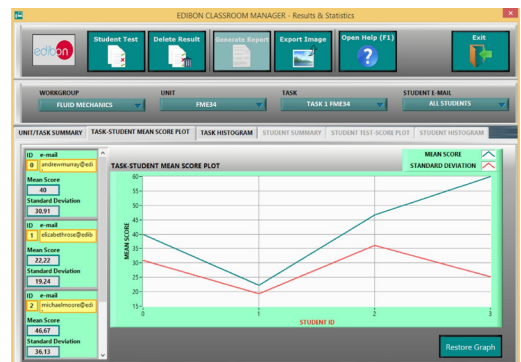 EDIBON CLASSROOM MANAGER - Results & Statistics
edibon
Student Test
Delete Result
Generate Report
Export Image
Open Help (F1)
Exit
WORKGROUP
UNIT
TASK
STUDENT E-MAIL
FLUID MECHANICS
FME34
TASK 1 FME34
ALL STUDENTS
UNIT/TASK SUMMARY
TASK-STUDENT MEAN SCORE PLOT
TASK HISTOGRAM
STUDENT SUMMARY
STUDENT TEST-SCORE PLOT
STUDENT HISTOGRAM
ID e-mail
0 andrewmurray@edi
Mean Score
40
Standard Deviation
30,91
ID e-mail
1 elizabethrose@edib
Mean Score
22,22
Standard Deviation
19,24
ID e-mail
2 michaelmoore@edi
Mean Score
46,67
Standard Deviation
36,13
TASK-STUDENT MEAN SCORE PLOT
MEAN SCORE
STANDARD DEVIATION
MEAN SCORE
60
55
50
45
40
35
30
25
20
15
0
1
2
3
STUDENT ID
Restore Graph